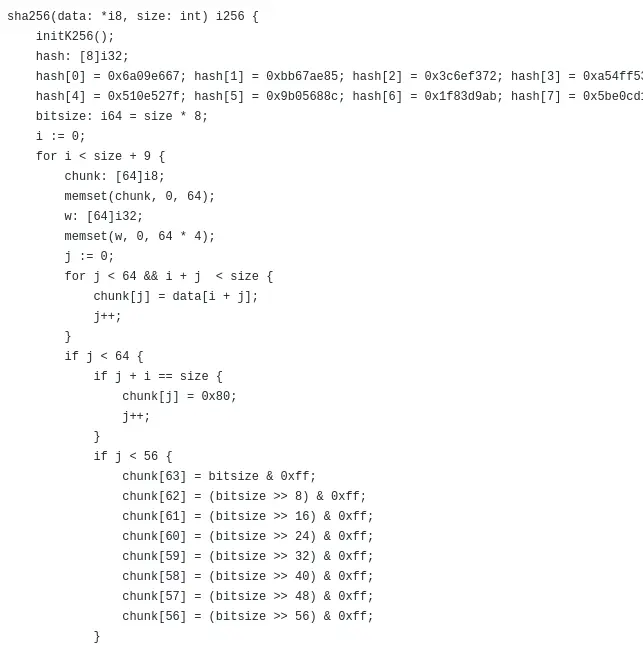 sha256(data: *i8, size: int) i256 {
    initK256();
    hash: [8]i32;
    hash[0] = 0x6a09e667; hash[1] = 0xbb67ae85; hash[2] = 0x3c6ef372; hash[3] = 0xa54ff53
    hash[4] = 0x510e527f; hash[5] = 0x9b05688c; hash[6] = 0x1f83d9ab; hash[7] = 0x5be0cd1
    bitsize: i64 = size * 8;
    i := 0;
    for i < size + 9 {
        chunk: [64]i8;
        memset(chunk, 0, 64);
        w: [64]i32;
        memset(w, 0, 64 * 4);
        j := 0;
        for j < 64 && i + j  < size {
            chunk[j] = data[i + j];
            j++;
        }
        if j < 64 {
            if j + i == size {
                chunk[j] = 0x80;
                j++;
            }
            if j < 56 {
                chunk[63] = bitsize & 0xff;
                chunk[62] = (bitsize >> 8) & 0xff;
                chunk[61] = (bitsize >> 16) & 0xff;
                chunk[60] = (bitsize >> 24) & 0xff;
                chunk[59] = (bitsize >> 32) & 0xff;
                chunk[58] = (bitsize >> 40) & 0xff;
                chunk[57] = (bitsize >> 48) & 0xff;
                chunk[56] = (bitsize >> 56) & 0xff;
            }